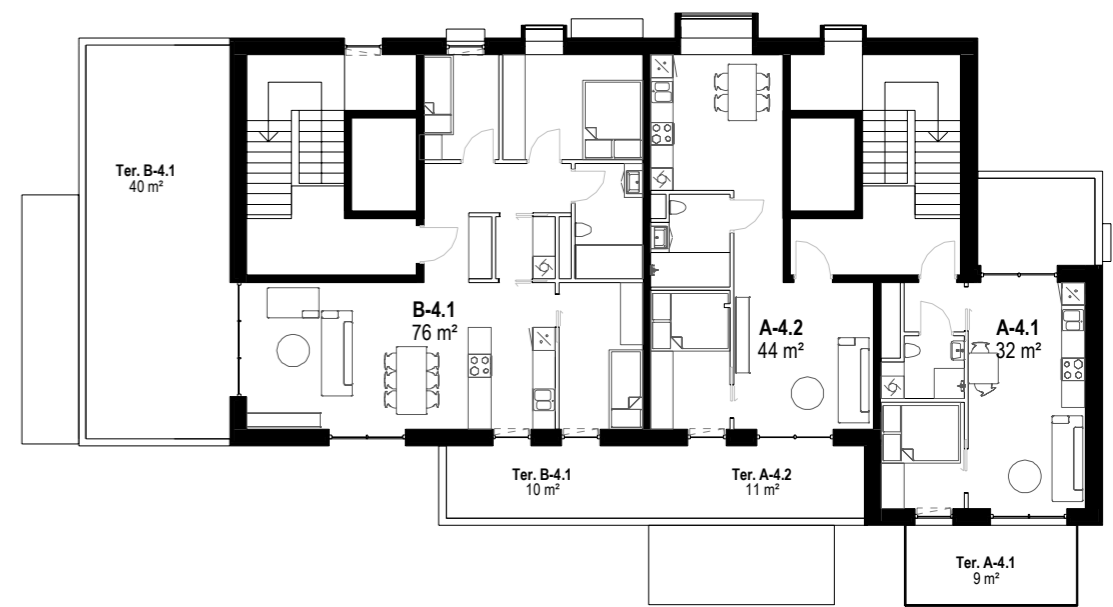 Ter. B-4.1
40 m²
B-4.1
76 m²
A-4.2
44 m²
A-4.1
32 m²
Ter. B-4.1
10 m²
Ter. A-4.2
11 m²
Ter. A-4.1
9 m²